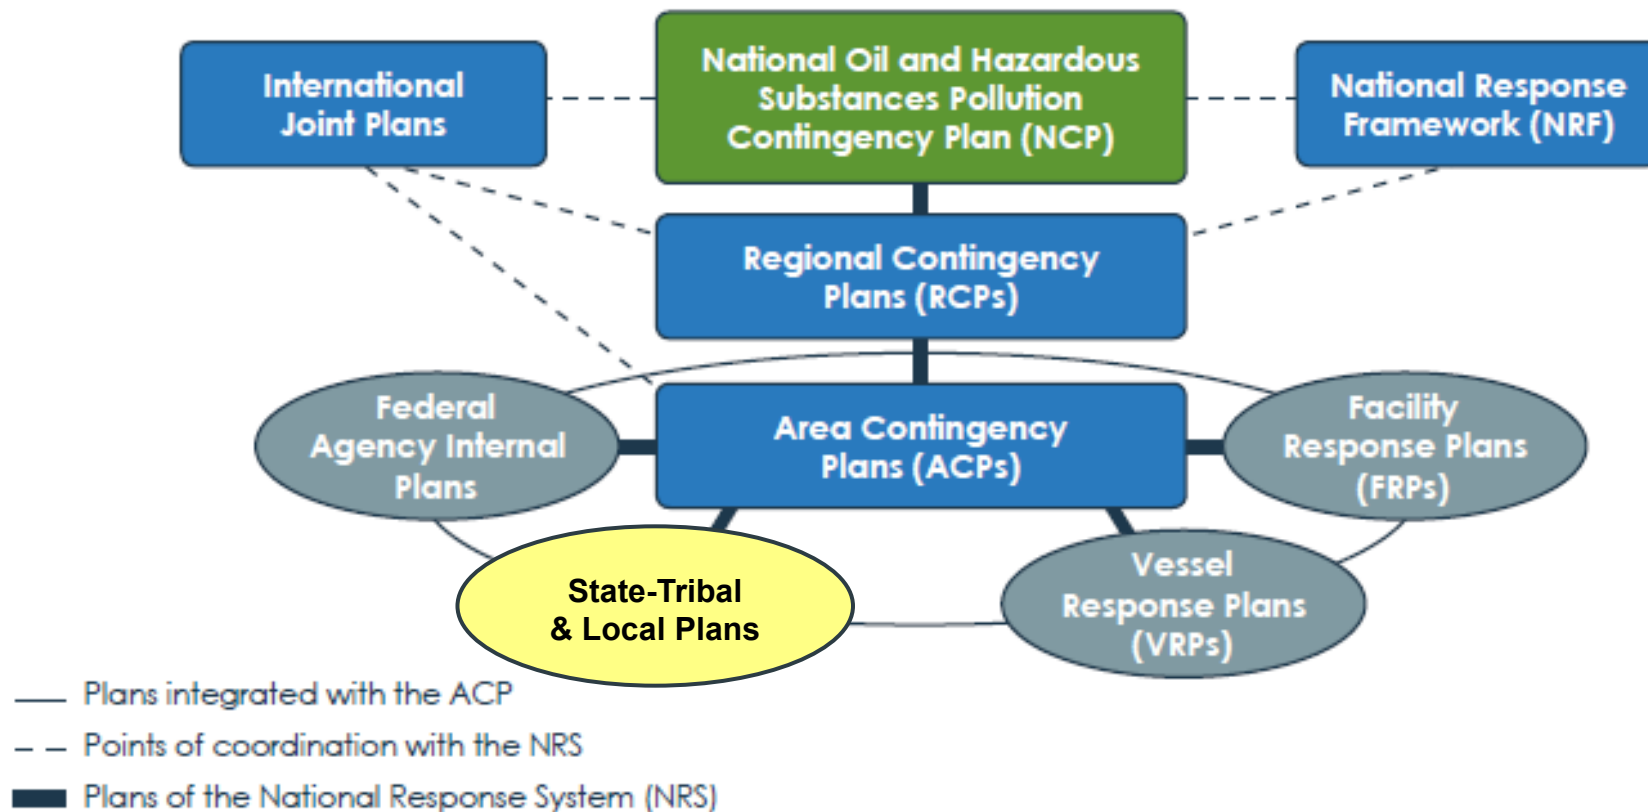 International
Joint Plans
National Oil and Hazardous
Substances Pollution
Contingency Plan (NCP)
National Response
Framework (NRF)
Regional Contingency
Plans (RCPs)
Federal
Agency Internal
Plans
Area Contingency
Plans (ACPs)
Facility
Response Plans
(FRPs)
State-Tribal
& Local Plans
Vessel
Response Plans
(VRPs)
Plans integrated with the ACP
Points of coordination with the NRS
Plans of the National Response System (NRS)